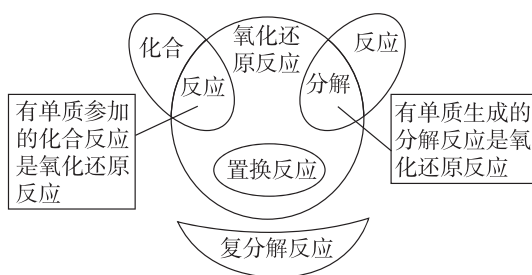 化合
反应
氧化还
原反应
反应
分解
有单质参加
的化合反应
是氧化还原
反应
有单质生成的
分解反应是氧
化还原反应
置换反应
复分解反应